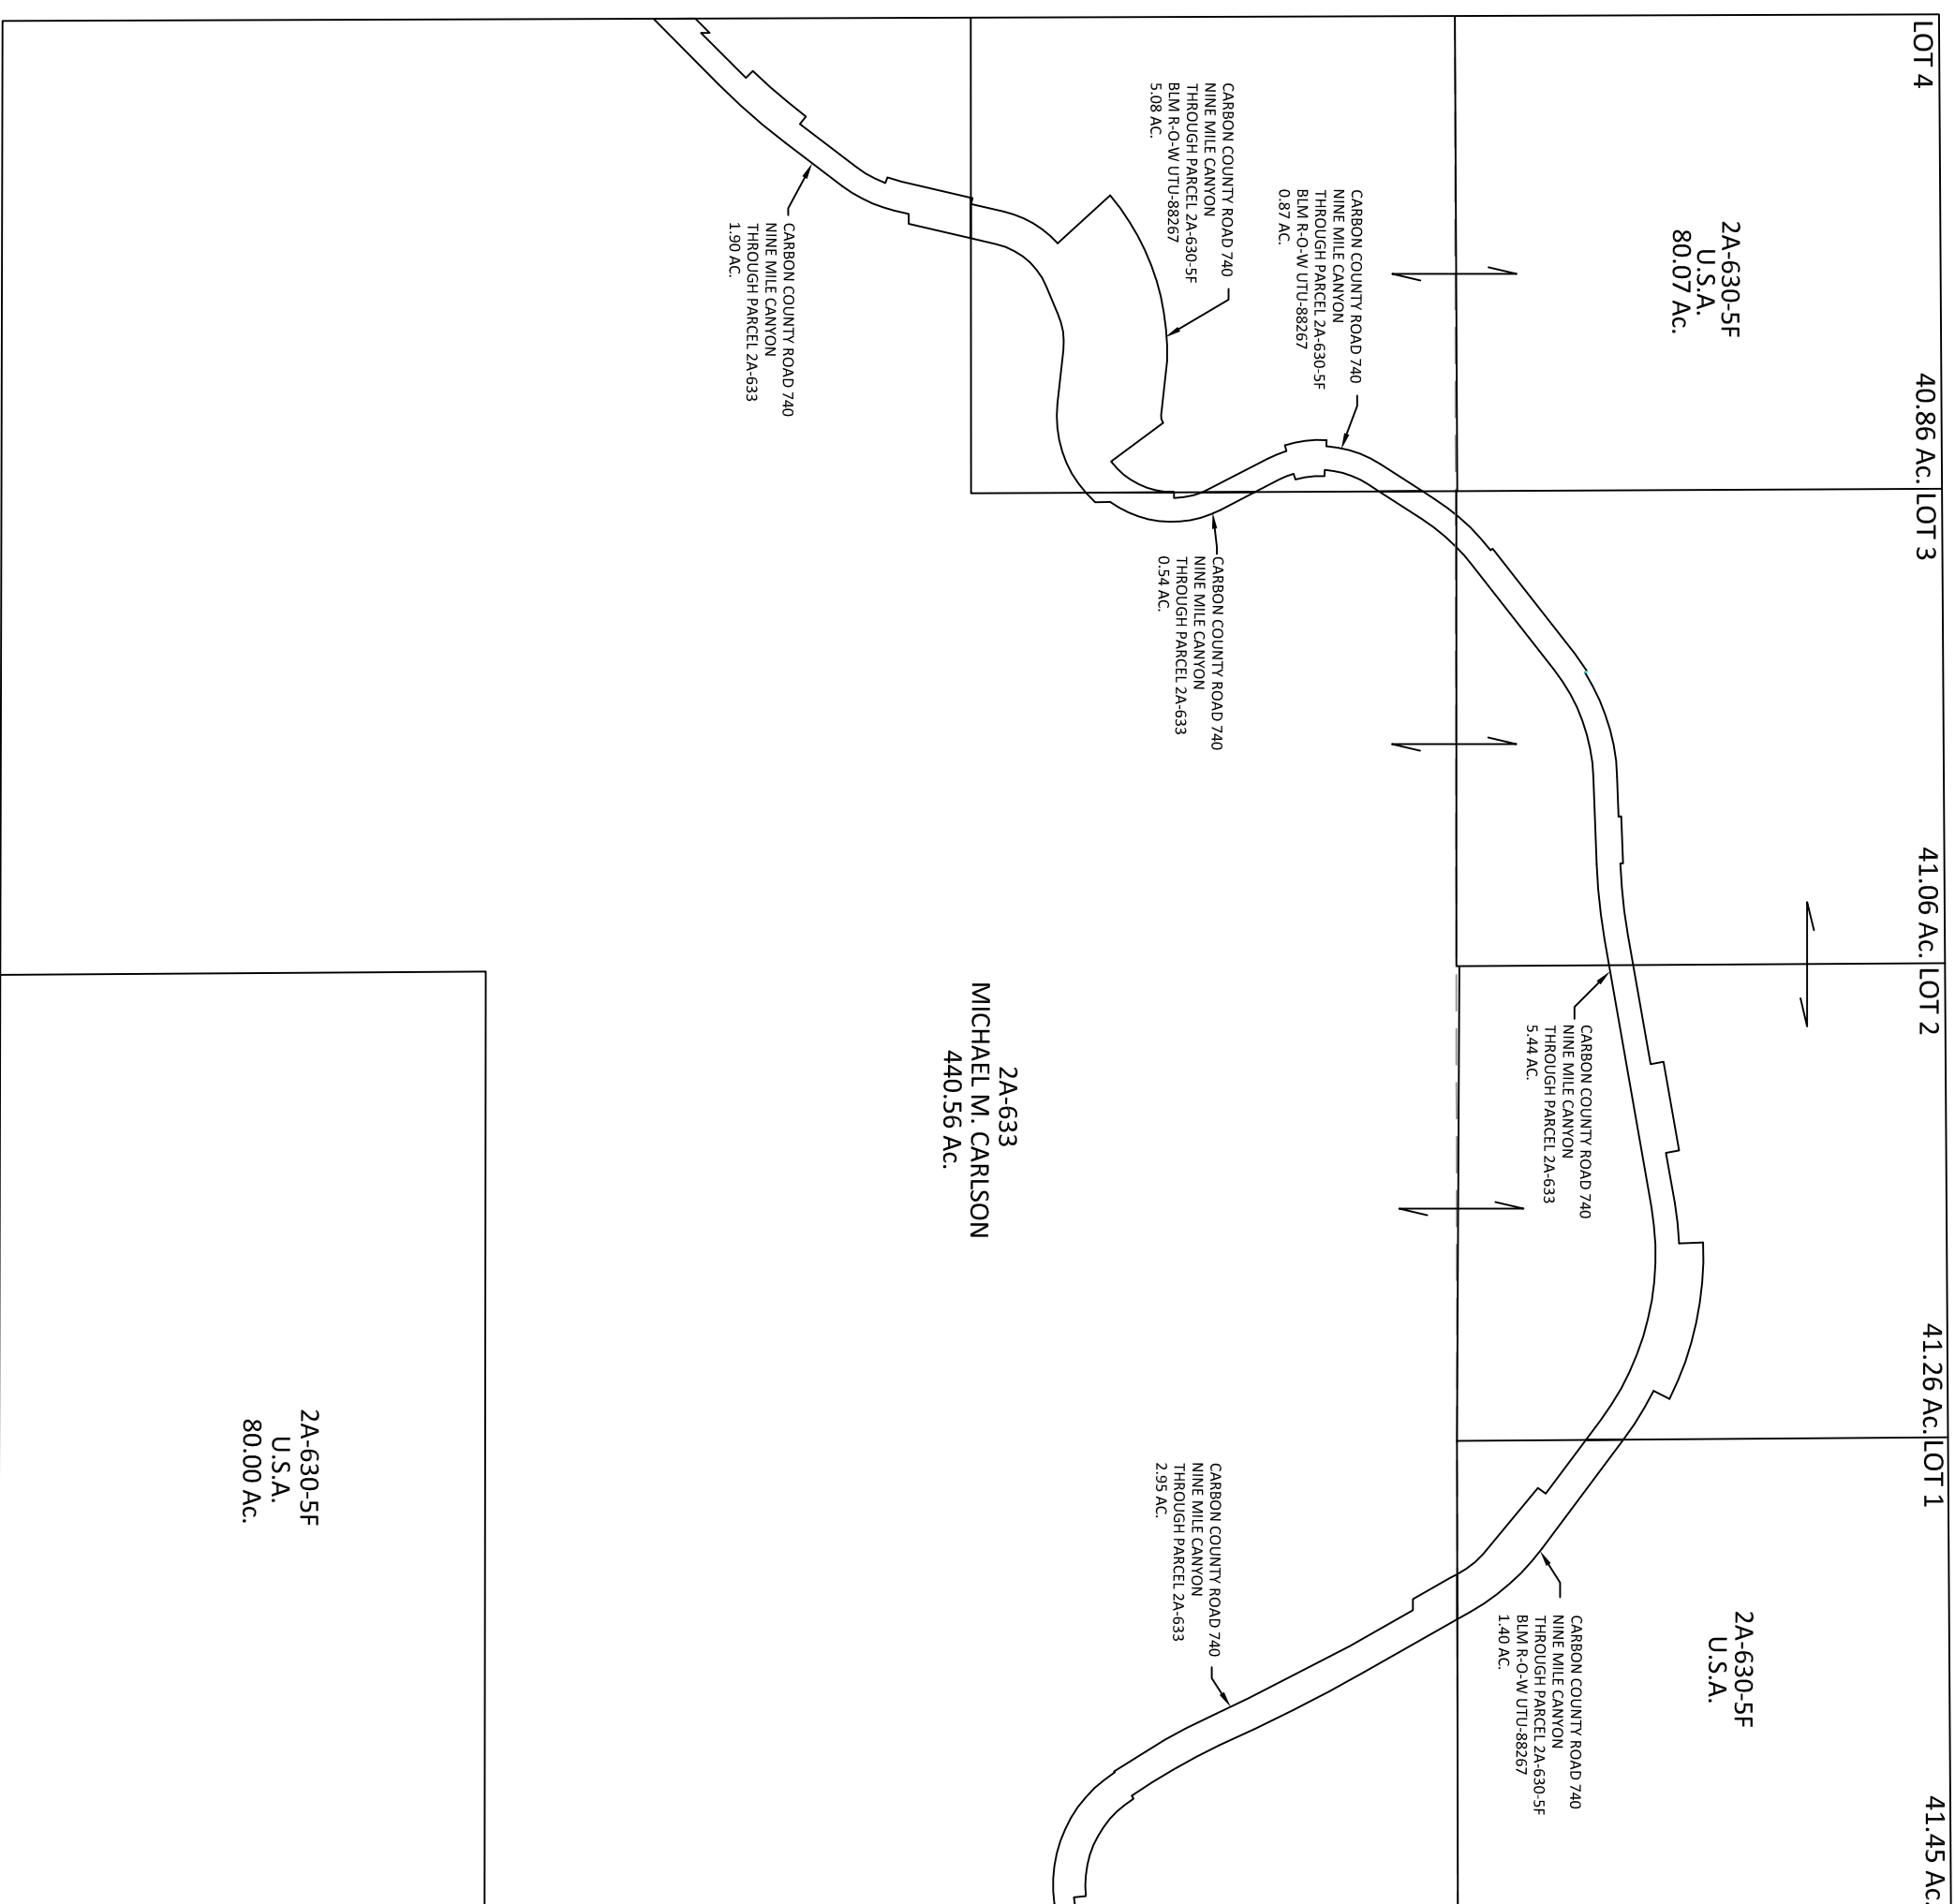 LOT 4
40.86 Ac.
LOT 3
41.06 Ac.
LOT 2
41.26 Ac.
LOT 1
41.45 Ac.
2A-630-5F
U.S.A.
80.07 Ac.
2A-630-5F
U.S.A.
CARBON COUNTY ROAD 740
NINE MILE CANYON
THROUGH PARCEL 2A-630-5F
BLM R-O-W UTU-88267
0.87 AC.
CARBON COUNTY ROAD 740
NINE MILE CANYON
THROUGH PARCEL 2A-633
5.44 AC.
CARBON COUNTY ROAD 740
NINE MILE CANYON
THROUGH PARCEL 2A-630-5F
BLM R-O-W UTU-88267
1.40 AC.
CARBON COUNTY ROAD 740
NINE MILE CANYON
THROUGH PARCEL 2A-630-5F
BLM R-O-W UTU-88267
5.08 AC.
CARBON COUNTY ROAD 740
NINE MILE CANYON
THROUGH PARCEL 2A-633
0.54 AC.
CARBON COUNTY ROAD 740
NINE MILE CANYON
THROUGH PARCEL 2A-633
2.95 AC.
2A-633
MICHAEL M. CARLSON
440.56 Ac.
CARBON COUNTY ROAD 740
NINE MILE CANYON
THROUGH PARCEL 2A-633
1.90 AC.
2A-630-5F
U.S.A.
80.00 Ac.